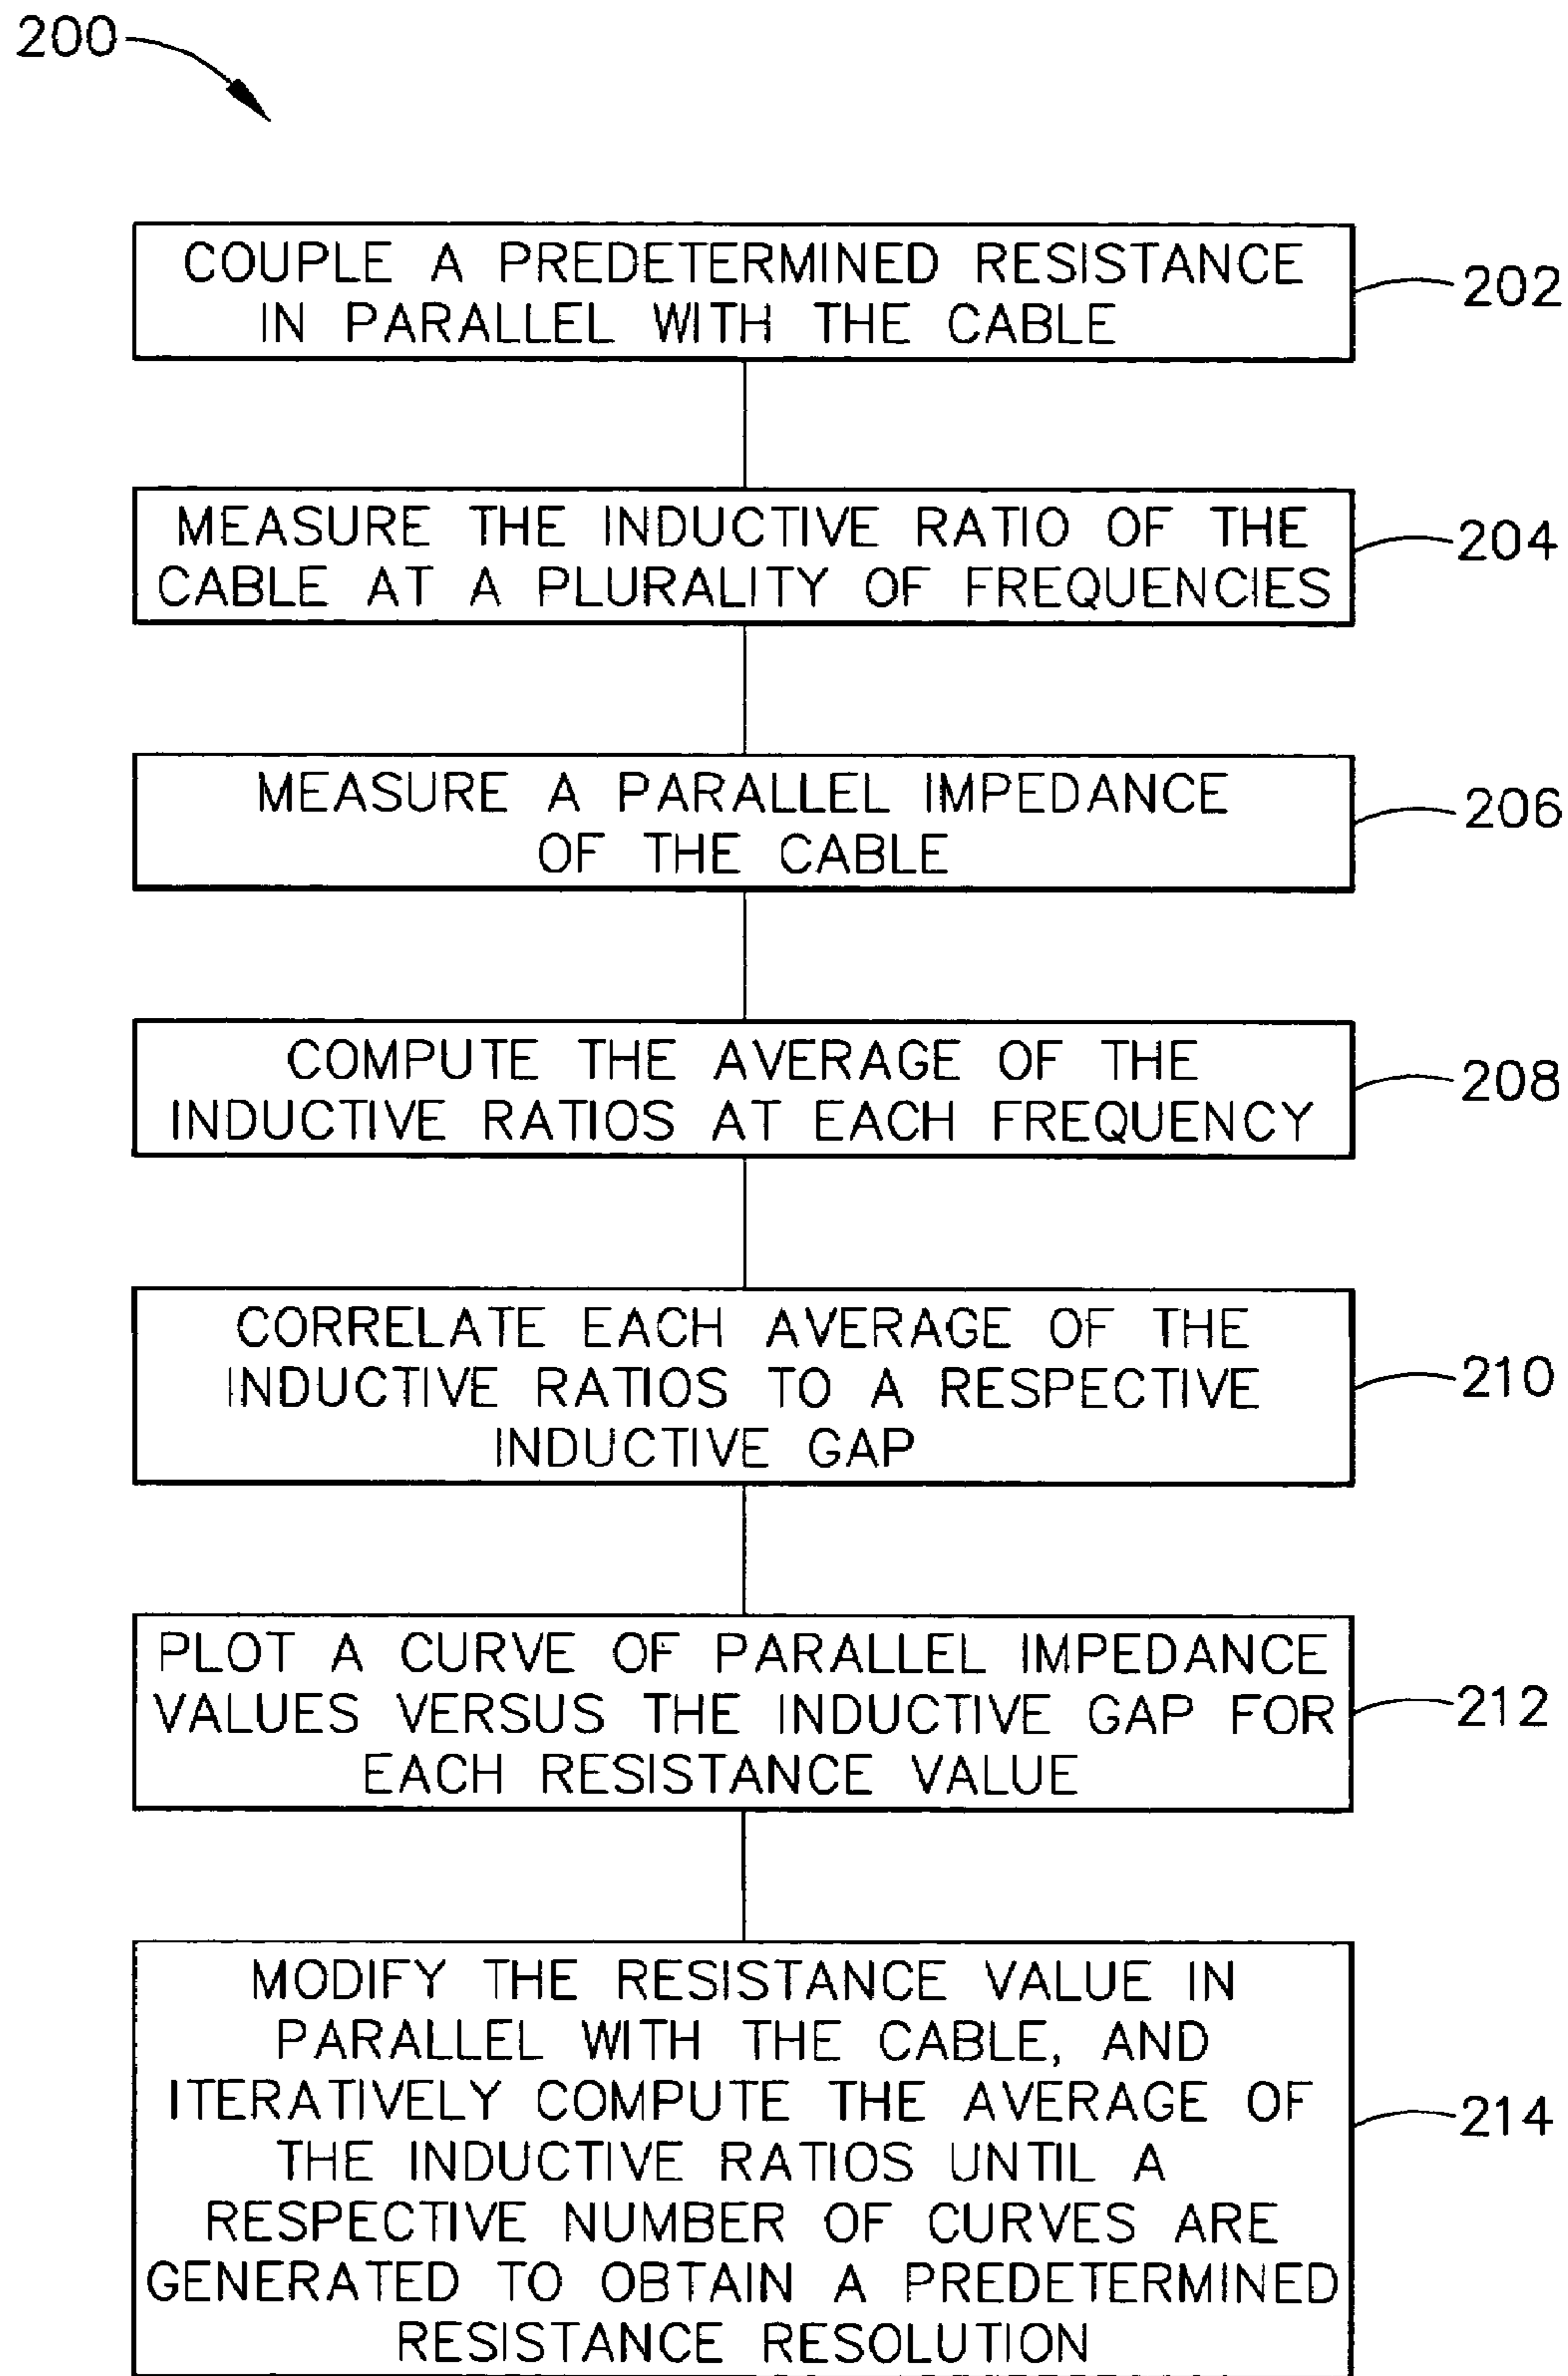 200
COUPLE A PREDETERMINED RESISTANCE
IN PARALLEL WITH THE CABLE
202
MEASURE THE INDUCTIVE RATIO OF THE
CABLE AT A PLURALITY OF FREQUENCIES
204
MEASURE A PARALLEL IMPEDANCE
OF THE CABLE
206
COMPUTE THE AVERAGE OF THE
INDUCTIVE RATIOS AT EACH FREQUENCY
208
CORRELATE EACH AVERAGE OF THE
INDUCTIVE RATIOS TO A RESPECTIVE
INDUCTIVE GAP
210
PLOT A CURVE OF PARALLEL IMPEDANCE
VALUES VERSUS THE INDUCTIVE GAP FOR
EACH RESISTANCE VALUE
212
MODIFY THE RESISTANCE VALUE IN
PARALLEL WITH THE CABLE, AND
ITERATIVELY COMPUTE THE AVERAGE OF
THE INDUCTIVE RATIOS UNTIL A
RESPECTIVE NUMBER OF CURVES ARE
GENERATED TO OBTAIN A PREDETERMINED
RESISTANCE RESOLUTION
214